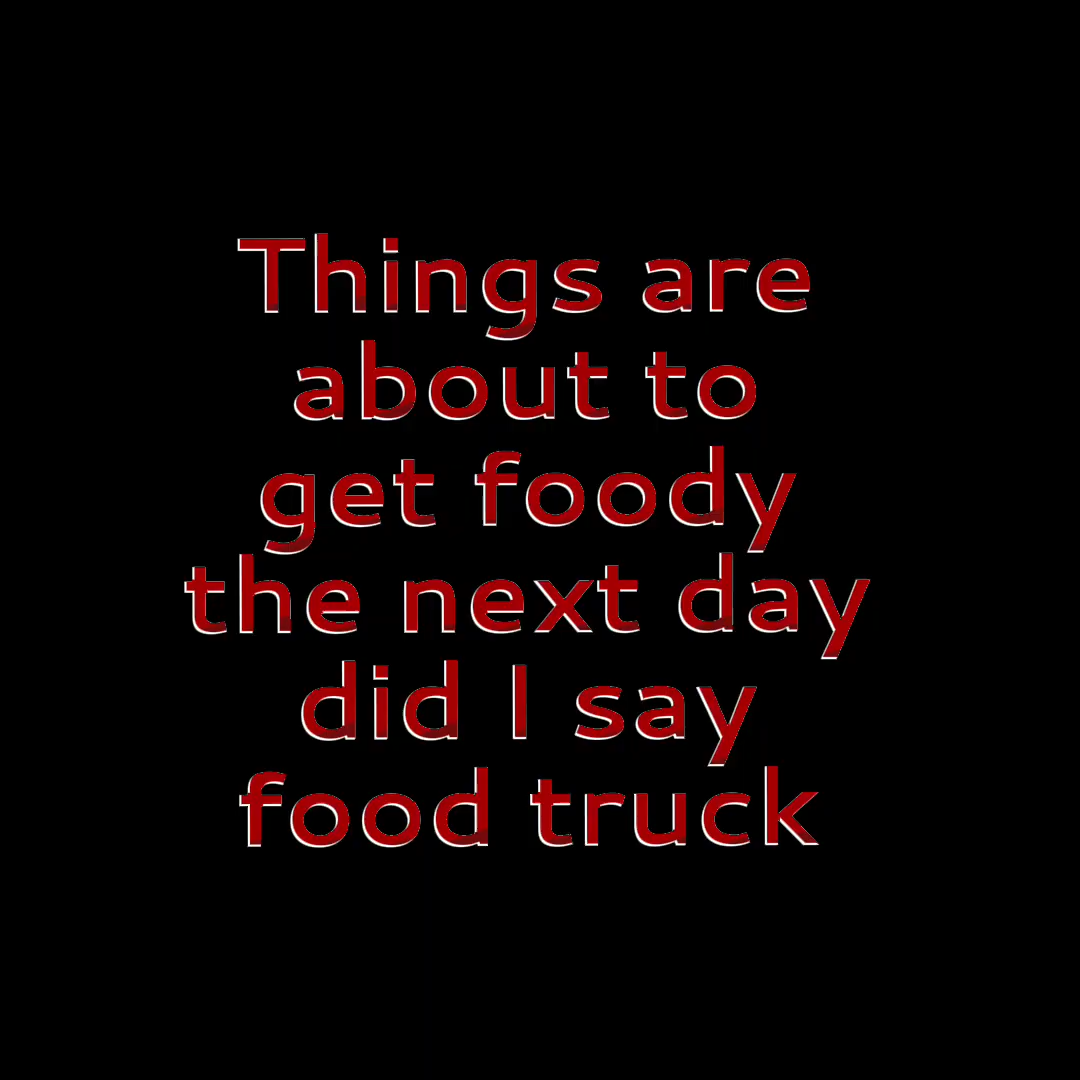 Things are
about to
get foody
the next day
did I say
food truck